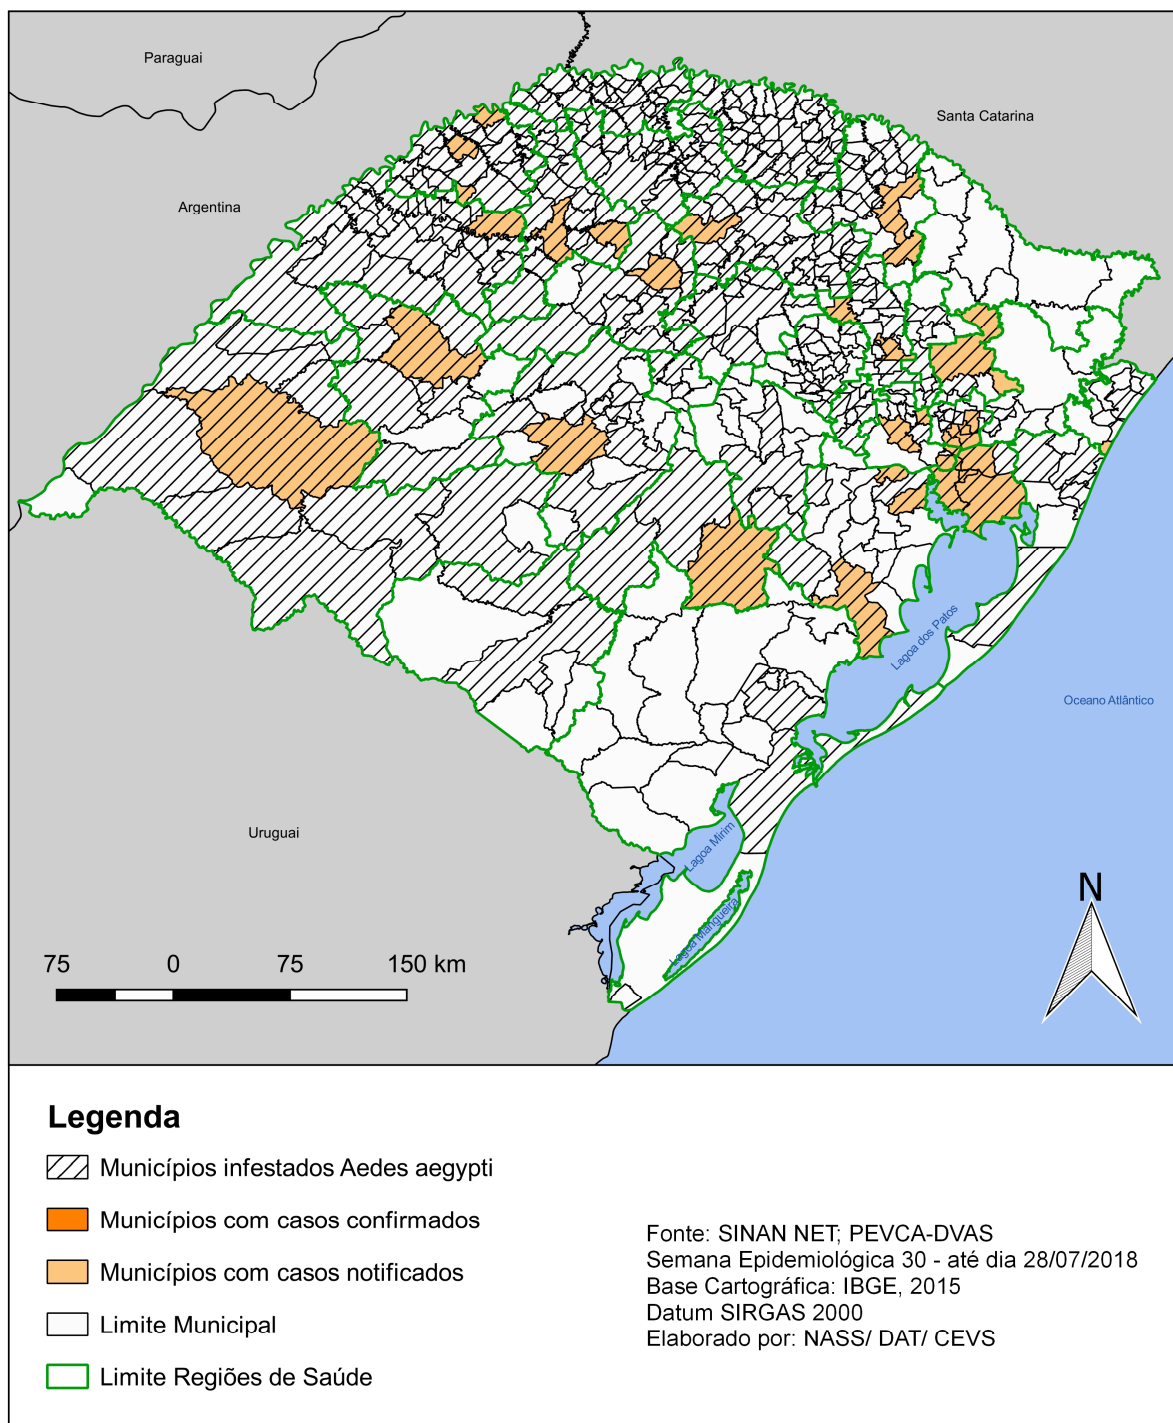 Paraguai
Santa Catarina
Argentina
Lagoa dos Patos
Oceano Atlântico
Uruguai
Lagoa Mirim
Lagoa Mangueira
N
75 0 75 150 km
Legenda
Municípios infestados Aedes aegypti
Municípios com casos confirmados
Municípios com casos notificados
Limite Municipal
Limite Regiões de Saúde
Fonte: SINAN NET; PEVCA-DVAS
Semana Epidemiológica 30 - até dia 28/07/2018
Base Cartográfica: IBGE, 2015
Datum SIRGAS 2000
Elaborado por: NASS/ DAT/ CEVS